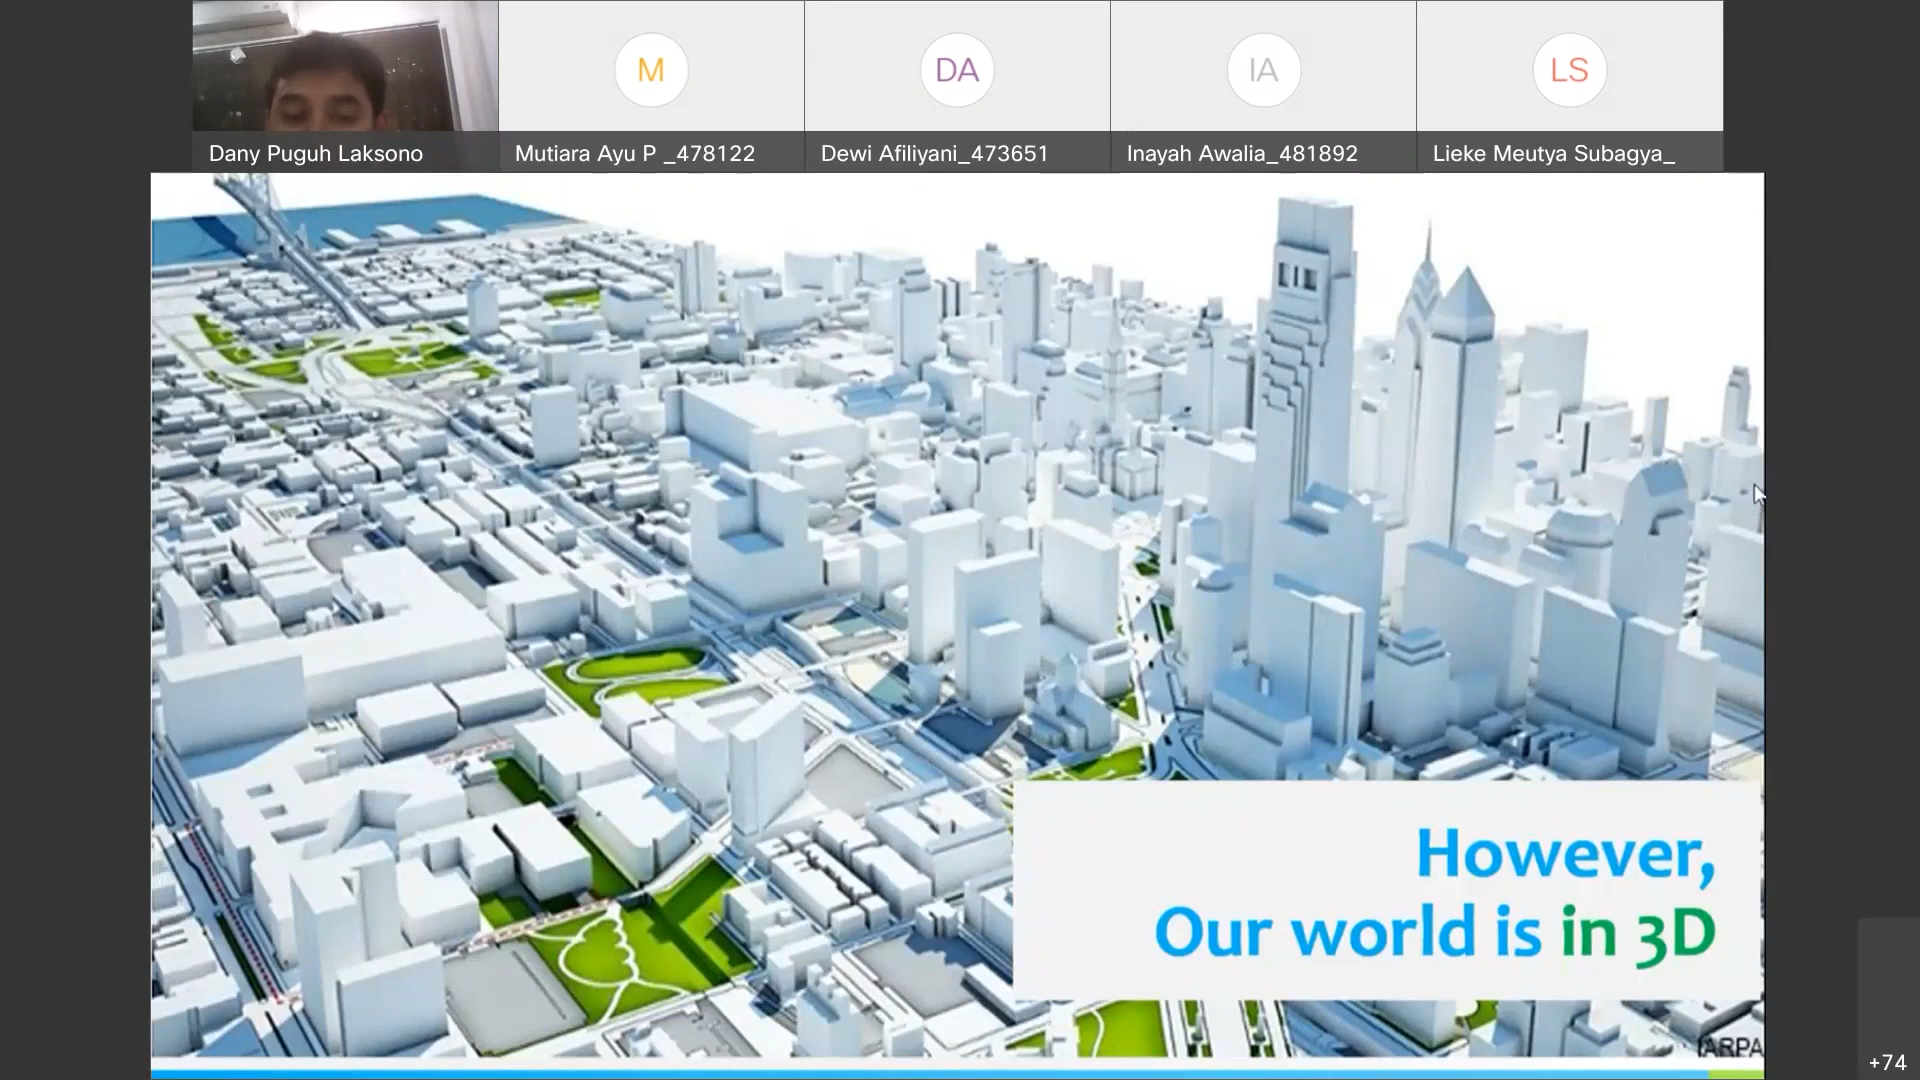 M
DA
IA
LS
Dany Puguh Laksono
Mutiara Ayu P _478122
Dewi Afiliyani_473651
Inayah Awalia_481892
Lieke Meutya Subagya_
However,
Our world is in 3D
IARPA
+74